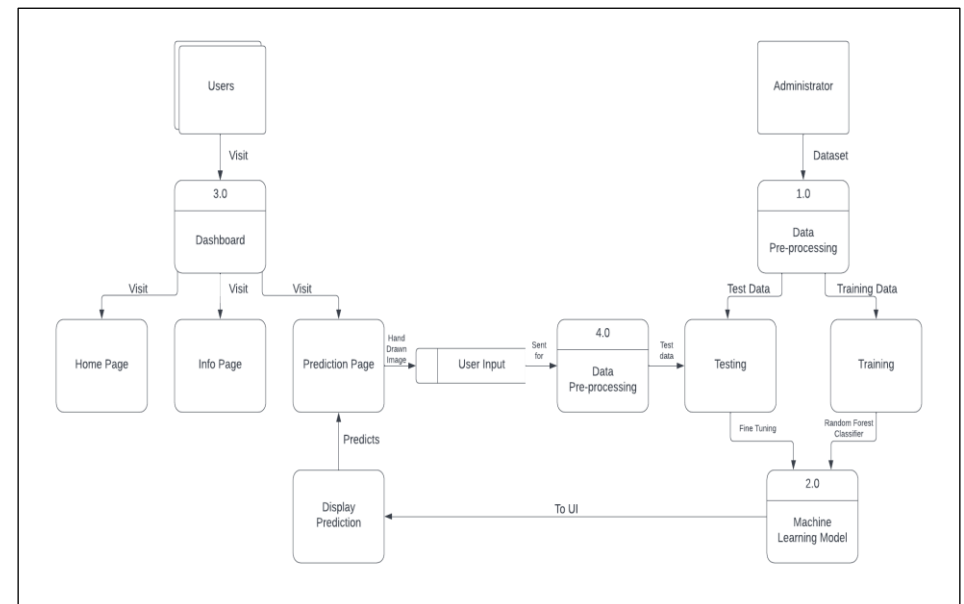 Users
Administrator
Visit
Dataset
3.0
1.0
Dashboard
Data
Pre-processing
Visit
Visit
Visit
Test Data
Training Data
Home Page
Info Page
Prediction Page
Hand
Drawn
Image
User Input
Sent
for
4.0
Data
Pre-processing
Test
data
Testing
Training
Predicts
Fine Tuning
Random Forest
Classifier
Display
Prediction
To UI
2.0
Machine
Learning Model